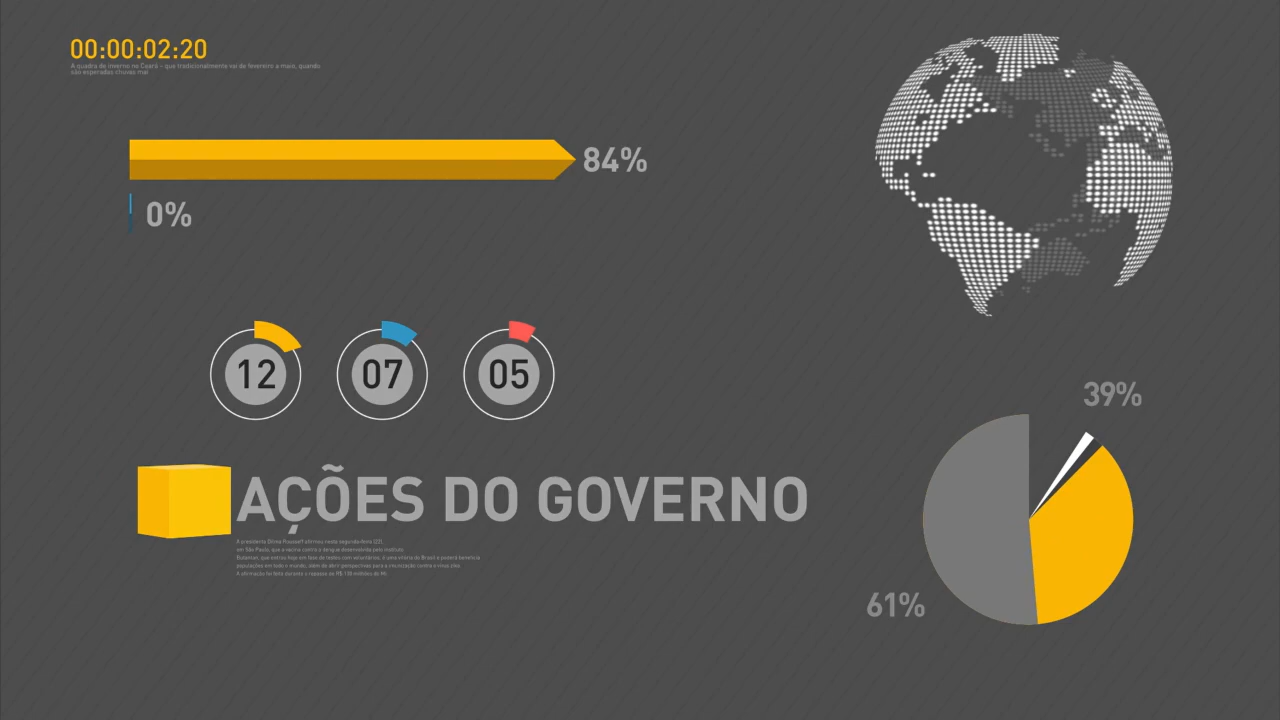 00:00:02:20
A quadra de inverno no Ceará – que tradicionalmente vai de fevereiro a maio, quando
são esperadas chuvas mai
84%
0%
12 07 05
39%
AÇÕES DO GOVERNO
A presidenta Dilma Rousseff afirmou nesta segunda-feira (22),
em São Paulo, que a vacina contra a dengue desenvolvida pelo Instituto
Butantan, que entrou hoje em fase de testes com voluntários, é uma vitória do Brasil e poderá beneficia
populações em todo o mundo, além de abrir perspectivas para a imunização contra o vírus zika.
A afirmação foi feita durante o repasse de R$ 100 milhões do Mi
61%